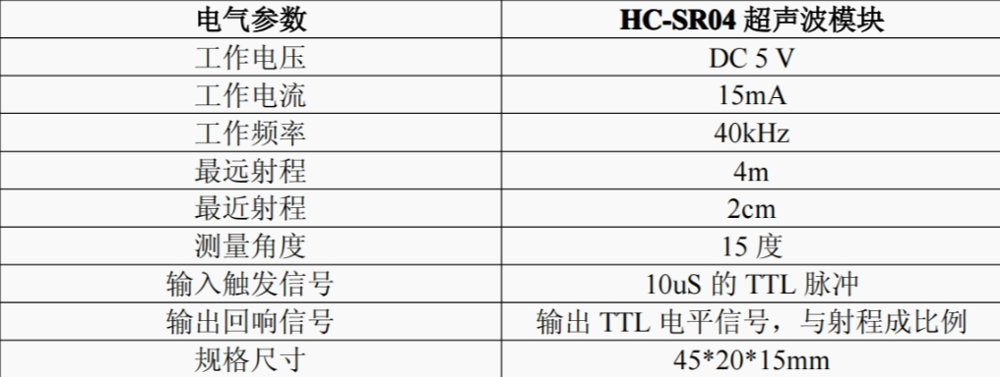 电气参数 HC-SR04 超声波模块
工作电压 DC 5 V
工作电流 15mA
工作频率 40kHz
最远射程 4m
最近射程 2cm
测量角度 15 度
输入触发信号 10uS 的 TTL 脉冲
输出回响信号 输出 TTL 电平信号，与射程成比例
规格尺寸 45*20*15mm